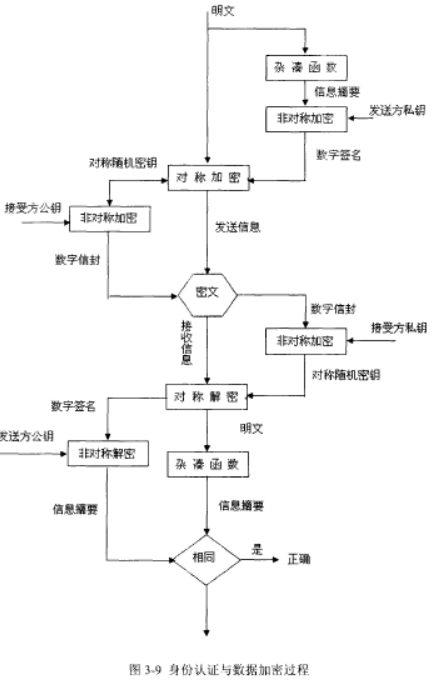 明文
杂凑函数
信息摘要
非对称加密
发送方私钥
数字签名
对称随机密钥
对称加密
接受方公钥
非对称加密
发送信息
数字信封
密文
数字信封
接收信息
非对称加密
接受方私钥
对称随机密钥
对称解密
数字签名
明文
发送方公钥
非对称解密
杂凑函数
信息摘要
信息摘要
相同
是
正确
图 3-9 身份认证与数据加密过程